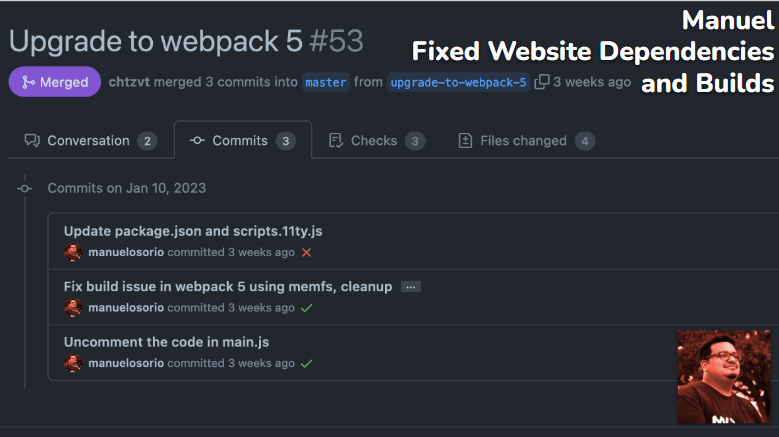 Manuel
Fixed Website Dependencies
and Builds
Upgrade to webpack 5 #53
Merged chtzvt merged 3 commits into master from upgrade-to-webpack-5 3 weeks ago
Conversation 2 Commits 3 Checks 3 Files changed 4
Commits on Jan 10, 2023
Update package.json and scripts.11ty.js
manuelosorio committed 3 weeks ago
Fix build issue in webpack 5 using memfs, cleanup ...
manuelosorio committed 3 weeks ago
Uncomment the code in main.js
manuelosorio committed 3 weeks ago